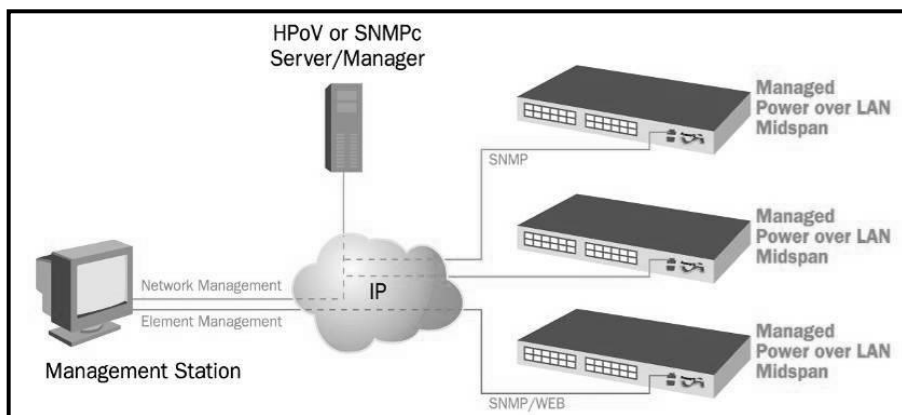 HPoV or SNMPc
Server/Manager
Managed
Power over LAN
Midspan
SNMP
Managed
Power over LAN
Midspan
Network Management
IP
Element Management
Management Station
Managed
Power over LAN
Midspan
SNMP/WEB